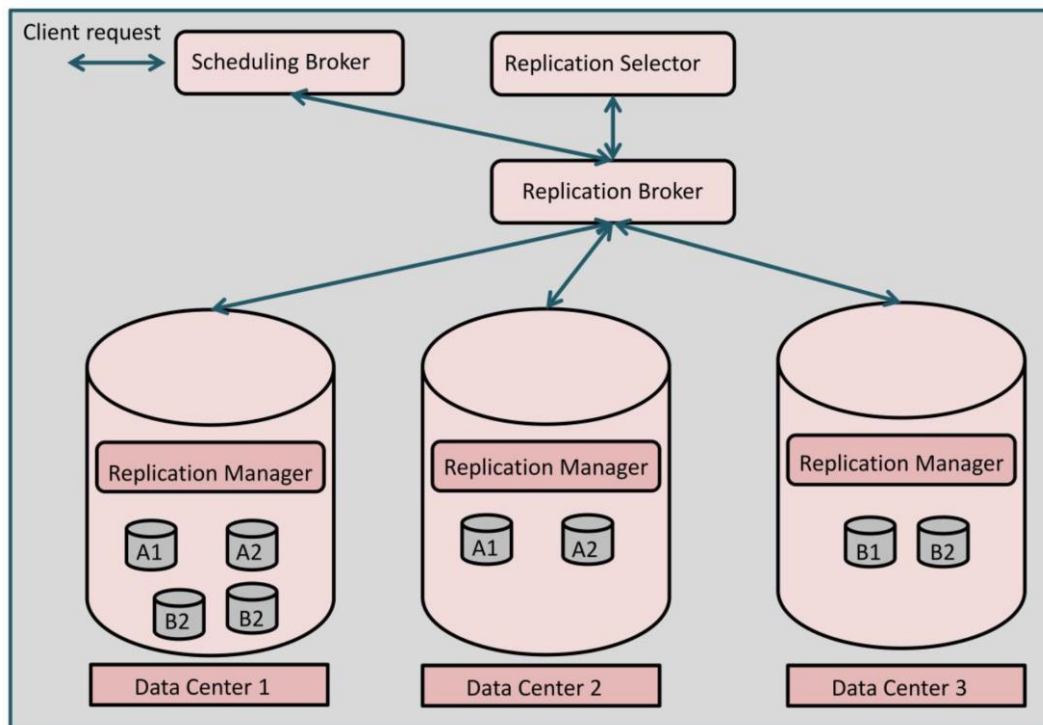 Client request
Scheduling Broker
Replication Selector
Replication Broker
Replication Manager
Replication Manager
Replication Manager
A1
A2
A1
A2
B1
B2
B2
B2
Data Center 1
Data Center 2
Data Center 3